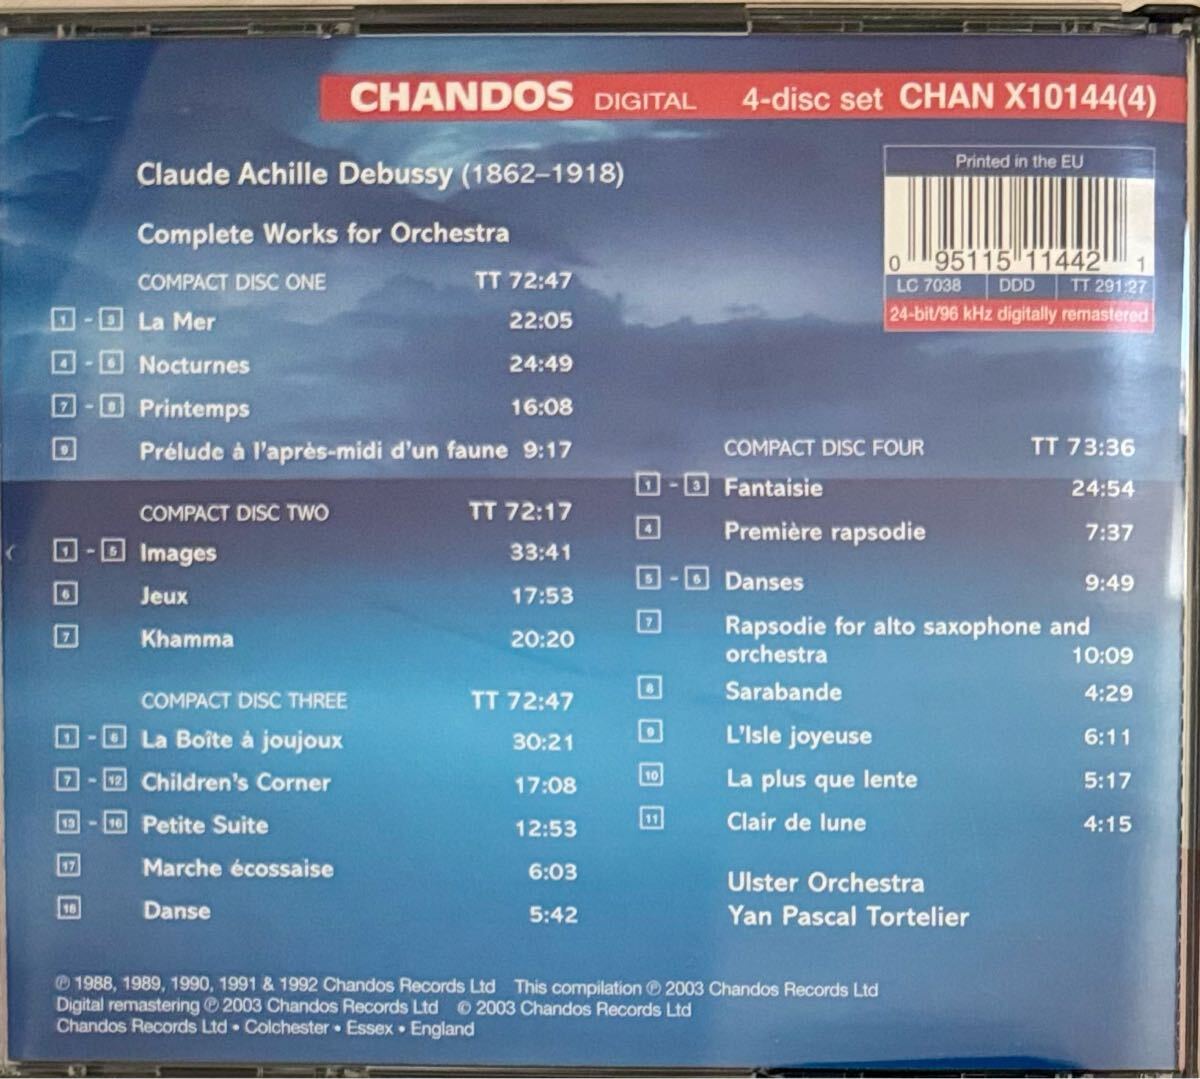 CHANDOS DIGITAL 4-disc set CHAN X10144(4)
Printed in the EU
0 95115 11442 1
LC 7038 DDD TT 291:27
24-bit/96 kHz digitally remastered
Claude Achille Debussy (1862–1918)
Complete Works for Orchestra
COMPACT DISC ONE TT 72:47
1 - 3 La Mer 22:05
4 - 6 Nocturnes 24:49
7 - 8 Printemps 16:08
9 Prélude à l'après-midi d'un faune 9:17
COMPACT DISC TWO TT 72:17
1 - 5 Images 33:41
6 Jeux 17:53
7 Khamma 20:20
COMPACT DISC THREE TT 72:47
1 - 6 La Boîte à joujoux 30:21
7 - 12 Children's Corner 17:08
13 - 16 Petite Suite 12:53
17 Marche écossaise 6:03
18 Danse 5:42
COMPACT DISC FOUR TT 73:36
1 - 3 Fantaisie 24:54
4 Première rapsodie 7:37
5 - 6 Danses 9:49
7 Rapsodie for alto saxophone and
orchestra 10:09
8 Sarabande 4:29
9 L'Isle joyeuse 6:11
10 La plus que lente 5:17
11 Clair de lune 4:15
Ulster Orchestra
Yan Pascal Tortelier
℗ 1988, 1989, 1990, 1991 & 1992 Chandos Records Ltd This compilation ℗ 2003 Chandos Records Ltd
Digital remastering ℗ 2003 Chandos Records Ltd © 2003 Chandos Records Ltd
Chandos Records Ltd • Colchester • Essex • England